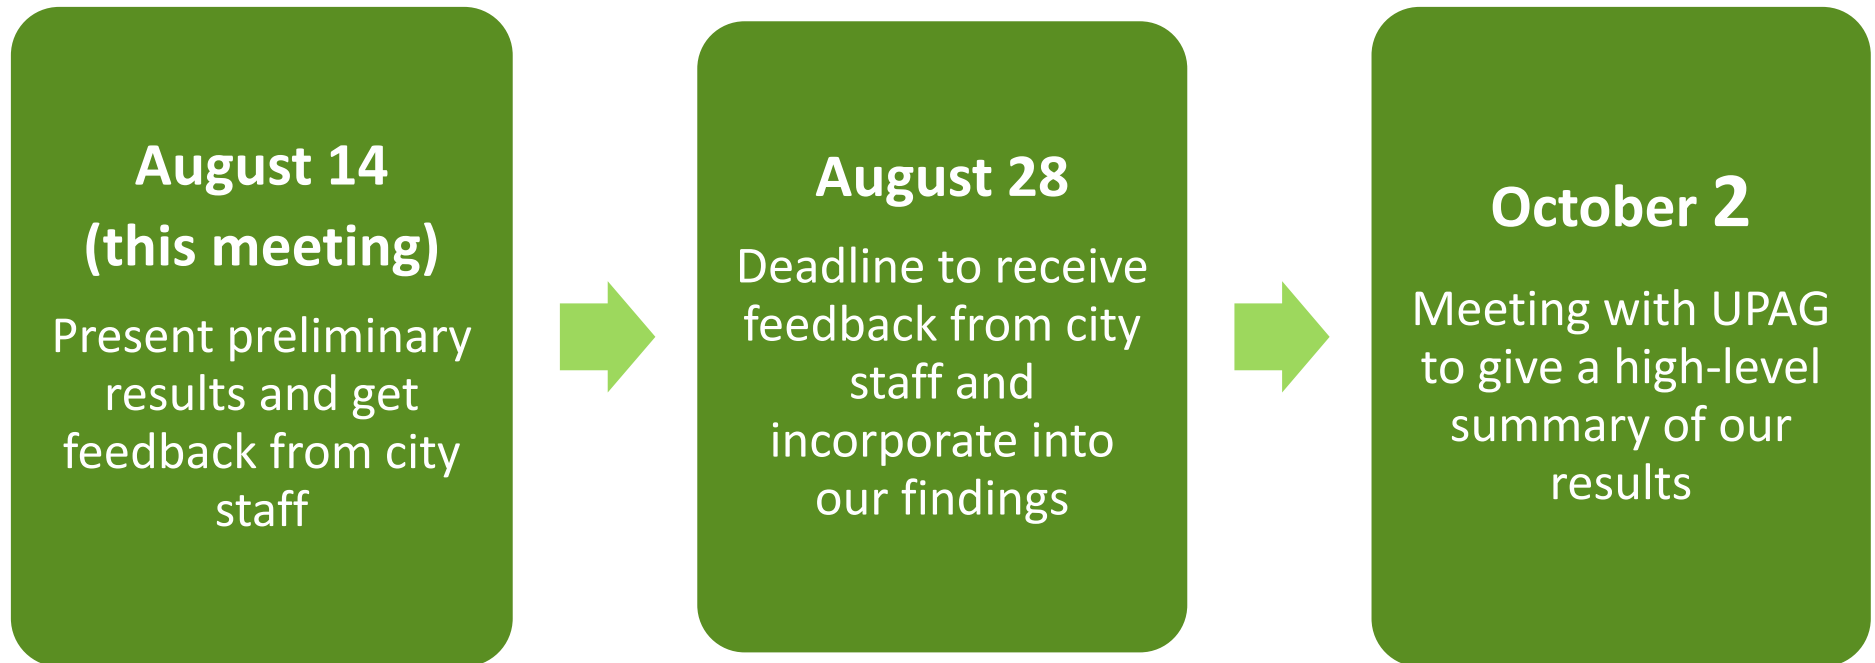 August 14
(this meeting)
Present preliminary
results and get
feedback from city
staff
August 28
Deadline to receive
feedback from city
staff and
incorporate into
our findings
October 2
Meeting with UPAG
to give a high-level
summary of our
results